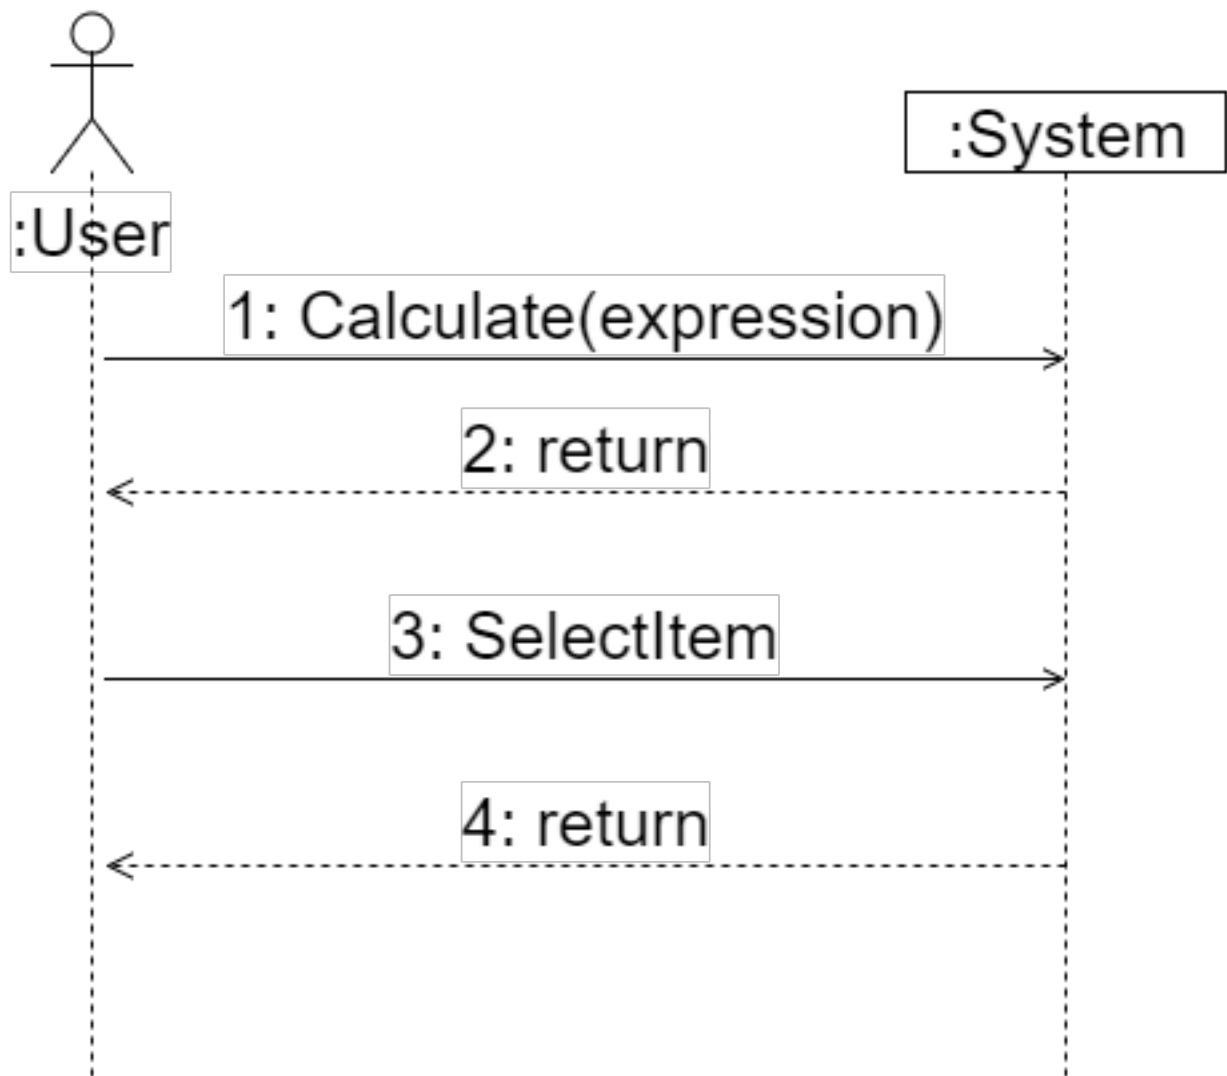 :System
:User
1: Calculate(expression)
2: return
3: SelectItem
4: return